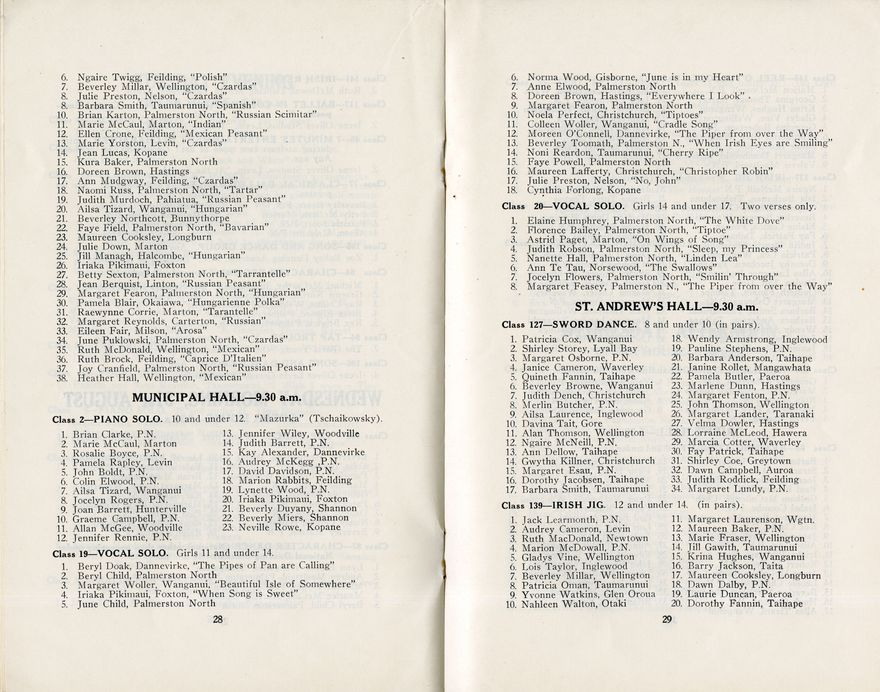 6. Ngaire Twigg, Feilding, "Polish"
7. Beverley Millar, Wellington, "Czardas"
8. Julie Preston, Nelson, "Czardas"
8. Barbara Smith, Taumarunui, "Spanish"
10. Brian Karton, Palmerston North, "Russian Scimitar"
11. Marie McCaul, Marton, "Indian"
12. Ellen Crone, Feilding, "Mexican Peasant"
13. Marie Yorston, Levin, "Czardas"
14. Jean Lucas, Kopane
15. Kura Baker, Palmerston North
16. Doreen Brown, Hastings
17. Ann Mudgway, Feilding, "Czardas"
18. Naomi Russ, Palmerston North, "Tartar"
19. Judith Murdoch, Pahiatua, "Russian Peasant"
20. Ailsa Tizard, Wanganui, "Hungarian"
21. Beverley Northcott, Bunnythorpe
22. Faye Field, Palmerston North, "Bavarian"
23. Maureen Cooksley, Longburn
24. Julie Down, Marton
25. Jill Managh, Halcombe, "Hungarian"
26. Iriaka Pikimaui, Foxton
27. Betty Sexton, Palmerston North, "Tarrantelle"
28. Jean Berquist, Linton, "Russian Peasant"
29. Margaret Fearon, Palmerston North, "Hungarian"
30. Pamela Blair, Okaiawa, "Hungarienne Polka"
31. Raewynne Corrie, Marton, "Tarantelle"
32. Margaret Reynolds, Carterton, "Russian"
33. Eileen Fair, Milson, "Arosa"
34. June Puklowski, Palmerston North, "Czardas"
35. Ruth McDonald, Wellington, "Mexican"
36. Ruth Brock, Feilding, "Caprice D'Italien"
37. Joy Cranfield, Palmerston North, "Russian Peasant"
38. Heather Hall, Wellington, "Mexican"
MUNICIPAL HALL—9.30 a.m.
Class 2—PIANO SOLO. 10 and under 12. "Mazurka" (Tschaikowsky).
1. Brian Clarke, P.N.
2. Marie McCaul, Marton
3. Rosalie Boyce, P.N.
4. Pamela Rapley, Levin
5. John Boldt, P.N.
6. Colin Elwood, P.N.
7. Ailsa Tizard, Wanganui
8. Jocelyn Rogers, P.N.
9. Joan Barrett, Hunterville
10. Graeme Campbell, P.N.
11. Allan McGee, Woodville
12. Jennifer Rennie, P.N.
13. Jennifer Wiley, Woodville
14. Judith Barrett, P.N.
15. Kay Alexander, Dannevirke
16. Audrey McKegg ,P.N.
17. David Davidson, P.N.
18. Marion Rabbits, Feilding
19. Lynette Wood, P.N.
20. Iriaka Pikimaui, Foxton
21. Beverly Duyany, Shannon
22. Beverly Miers, Shannon
23. Neville Rowe, Kopane
Class 19—VOCAL SOLO. Girls 11 and under 14.
1. Beryl Doak, Dannevirke, "The Pipes of Pan are Calling"
2. Beryl Child, Palmerston North
3. Margaret Woller, Wanganui, "Beautiful Isle of Somewhere"
4. Iriaka Pikimaui, Foxton, "When Song is Sweet"
5. June Child, Palmerston North
28
6. Norma Wood, Gisborne, "June is in my Heart"
7. Anne Elwood, Palmerston North
8. Doreen Brown, Hastings, "Everywhere I Look" .
9. Margaret Fearon, Palmerston North
10. Noela Perfect, Christchurch, "Tiptoes"
11. Colleen Woller, Wanganui, "Cradle Song"
12. Moreen O'Connell, Dannevirke, "The Piper from over the Way"
13. Beverley Toomath, Palmerston N., "When Irish Eyes are Smiling"
14. Noni Reardon, Taumarunui, "Cherry Ripe"
15. Faye Powell, Palmerston North
16. Maureen Lafferty, Christchurch, "Christopher Robin"
17. Julie Preston, Nelson, "No, John"
18. Cynthia Forlong, Kopane
Class 20—VOCAL SOLO. Girls 14 and under 17. Two verses only.
1. Elaine Humphrey, Palmerston North, "The White Dove"
2. Florence Bailey, Palmerston North, "Tiptoe"
3. Astrid Paget, Marton, "On Wings of Song"
4. Judith Robson, Palmerston North, "Sleep, my Princess"
5. Nanette Hall, Palmerston North, "Linden Lea"
6. Ann Te Tau, Norsewood, "The Swallows"
7. Jocelyn Flowers, Palmerston North, "Smilin' Through"
8. Margaret Feasey, Palmerston N., "The Piper from over the Way"
ST. ANDREW'S HALL—9.30 a.m.
Class 127—SWORD DANCE. 8 and under 10 (in pairs).
1. Patricia Cox, Wanganui
2. Shirley Storey, Lyall Bay
3. Margaret Osborne, P.N.
4. Janice Cameron, Waverley
5. Quineth Fannin, Taihape
6. Beverley Browne, Wanganui
7. Judith Dench, Christchurch
8. Merlin Butcher, P.N.
9. Ailsa Laurence, Inglewood
10. Davina Tait, Gore
11. Alan Thomson, Wellington
12. Ngaire McNeill, P.N.
13. Ann Dellow, Taihape
14. Gwytha Killner, Christchurch
15. Margaret Esau, P.N.
16. Dorothy Jacobsen, Taihape
17. Barbara Smith, Taumarunui
18. Wendy Armstrong, Inglewood
19. Pauline Stephens, P.N.
20. Barbara Anderson, Taihape
21. Janine Rollet, Mangawhata
22. Pamela Butler, Paeroa
23. Marlene Dunn, Hastings
24. Margaret Fenton, P.N.
25. John Thomson, Wellington
26. Margaret Lander, Taranaki
27. Velma Dowler, Hastings
28. Lorraine McLeod, Hawera
29. Marcia Cotter, Waverley
30. Fay Patrick, Taihape
31. Shirley Coe, Greytown
32. Dawn Campbell, Auroa
33. Judith Roddick, Feilding
34. Margaret Lundy, P.N.
Class 139—IRISH JIG. 12 and under 14. (in pairs).
1. Jack Learmonth, P.N.
2. Audrey Cameron, Levin
3. Ruth MacDonald, Newtown
4. Marion McDowall, P.N.
5. Gladys Vine, Wellington
6. Lois Taylor, Inglewood
7. Beverley Millar, Wellington
8. Patricia Oman, Taumarunui
9. Yvonne Watkins, Glen Oroua
10. Nahleen Walton, Otaki
11. Margaret Laurenson, Wgtn.
12. Maureen Baker, P.N.
13. Marie Fraser, Wellington
14. Jill Gawith, Taumarunui
15. Krina Hughes, Wanganui
16. Barry Jackson, Taita
17. Maureen Cooksley, Longburn
18. Dawn Dalby, P.N.
19. Laurie Duncan, Paeroa
20. Dorothy Fannin, Taihape
29